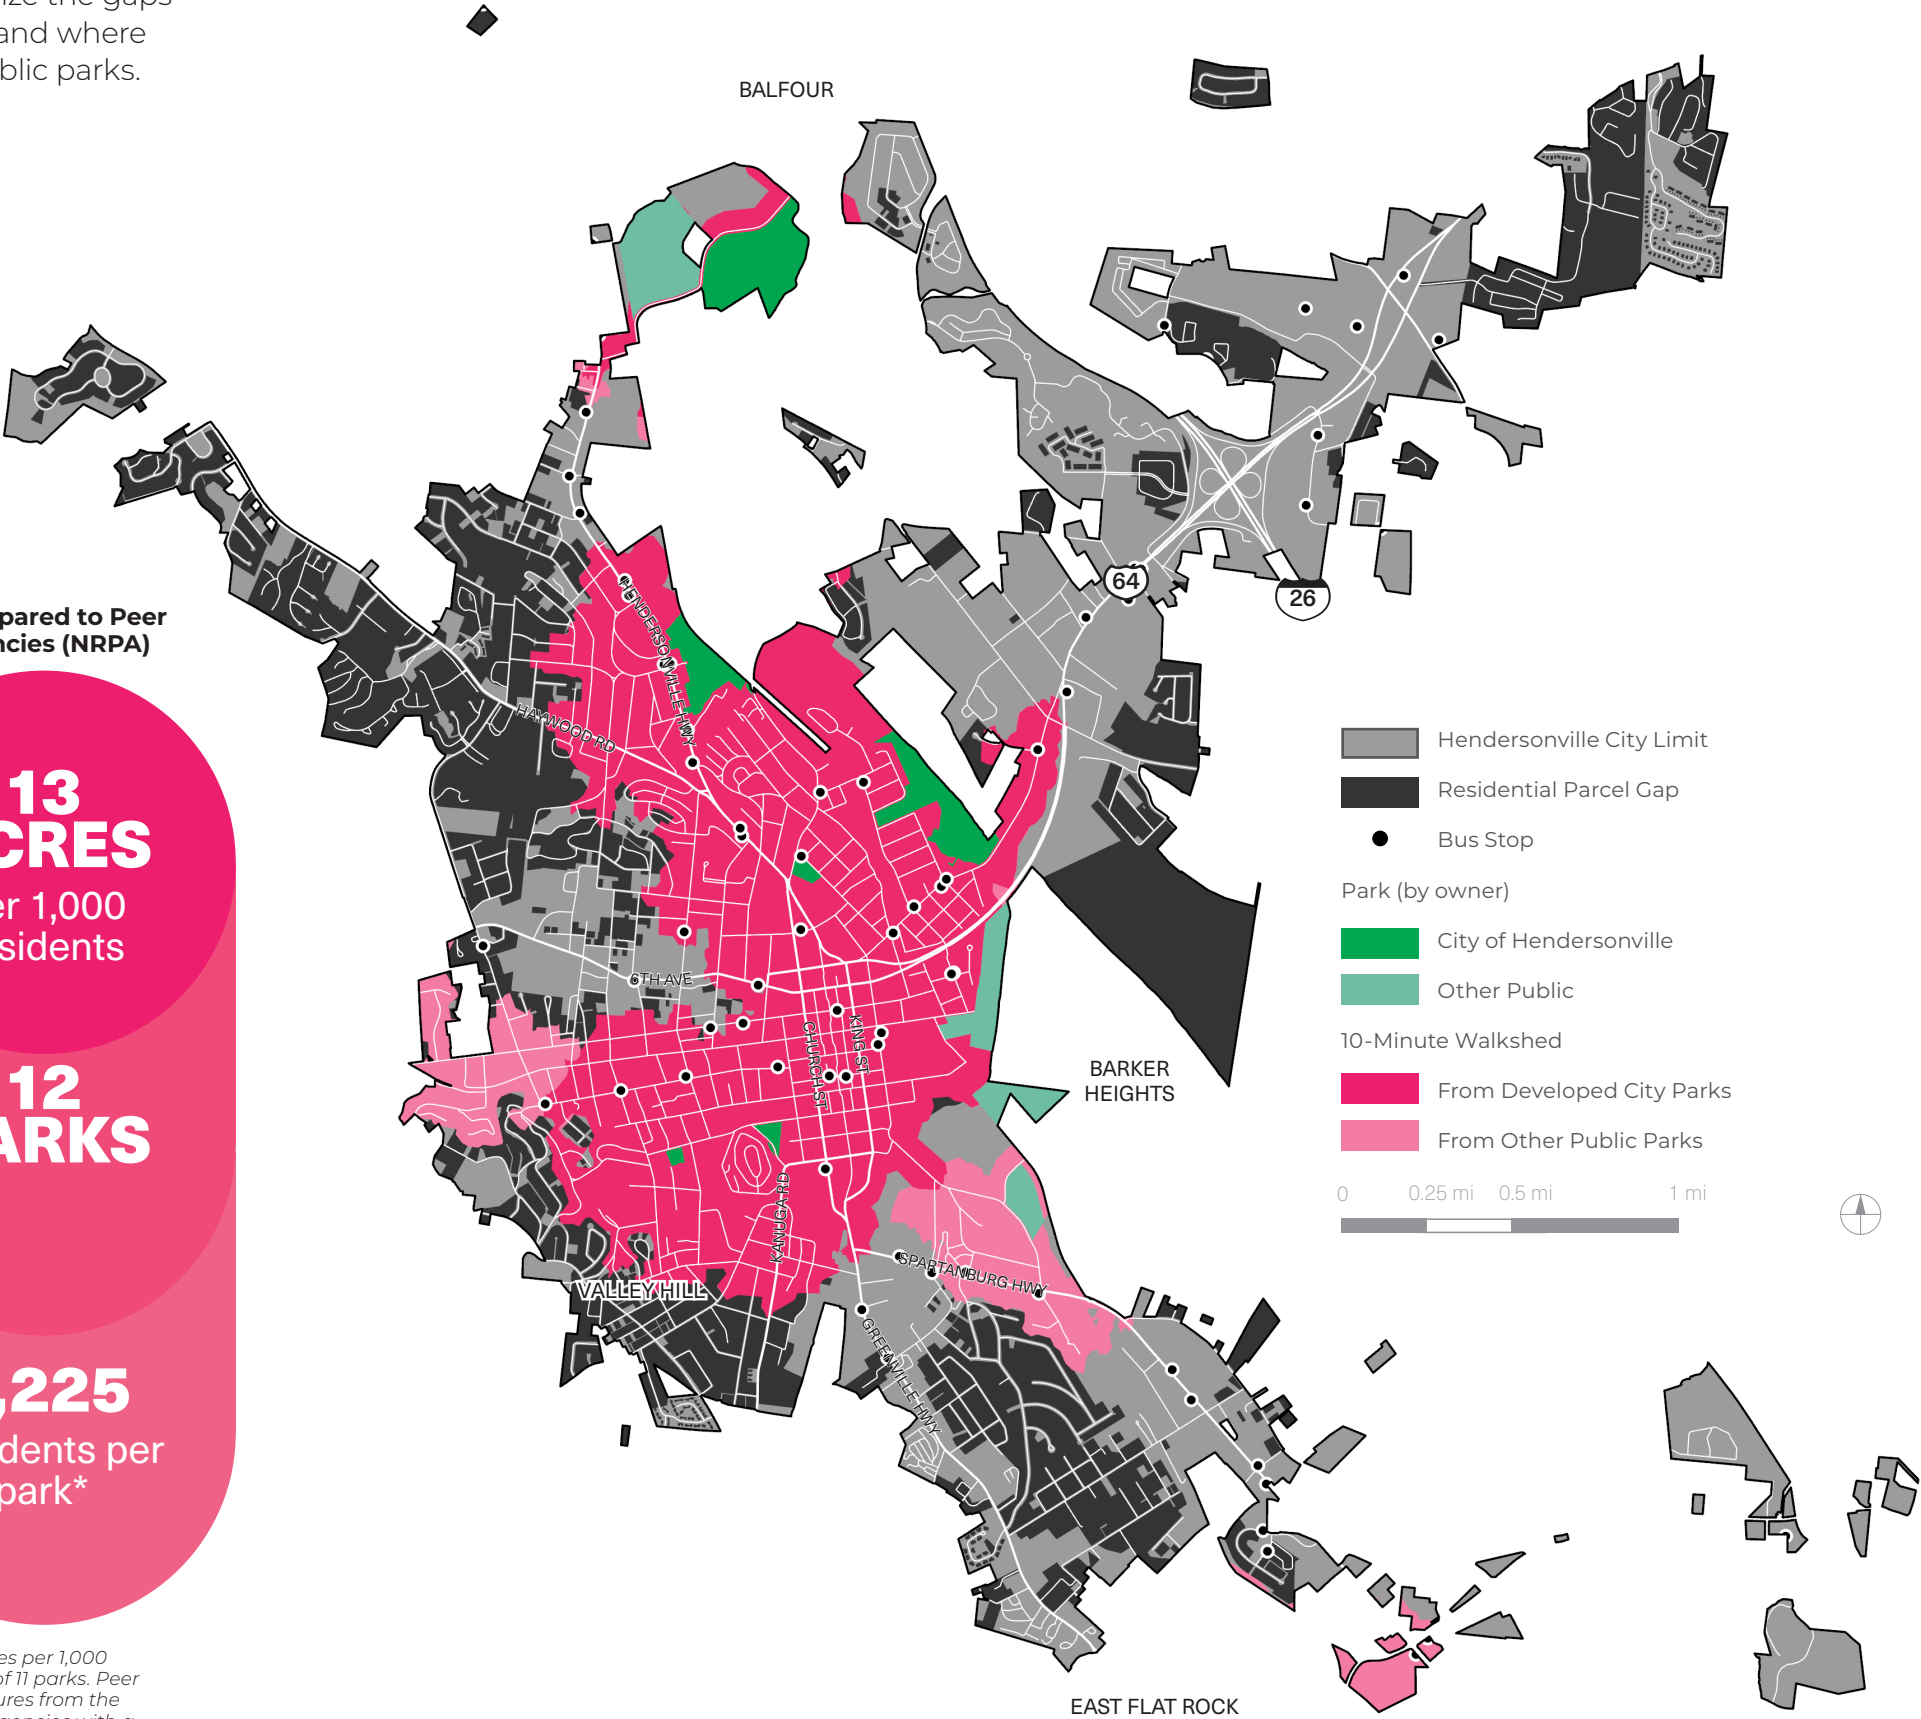 and where
blic parks.
BALFOUR
pared to Peer
ncies (NRPA)
13
CRES
er 1,000
sidents
12
ARKS
,225
dents per
park*
es per 1,000
of 11 parks. Peer
ures from the
HENDERSONVILLE HWY
HAYWOOD RD
6TH AVE
CHURCH ST
KING ST
KANUGA RD
VALLEY HILL
SPARTANBURG HWY
GREENVILLE HWY
64
26
BARKER
HEIGHTS
EAST FLAT ROCK
Hendersonville City Limit
Residential Parcel Gap
Bus Stop
Park (by owner)
City of Hendersonville
Other Public
10-Minute Walkshed
From Developed City Parks
From Other Public Parks
0 0.25 mi 0.5 mi 1 mi